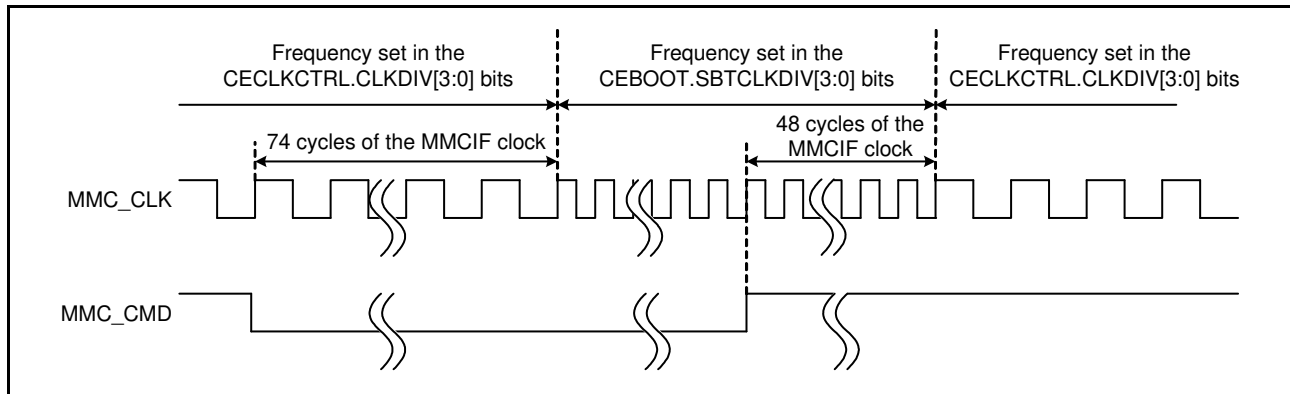 Frequency set in the
CECLKCTRL.CLKDIV[3:0] bits
Frequency set in the
CEBOOT.SBTCLKDIV[3:0] bits
Frequency set in the
CECLKCTRL.CLKDIV[3:0] bits
74 cycles of the MMCIF clock
48 cycles of the
MMCIF clock
MMC_CLK
MMC_CMD